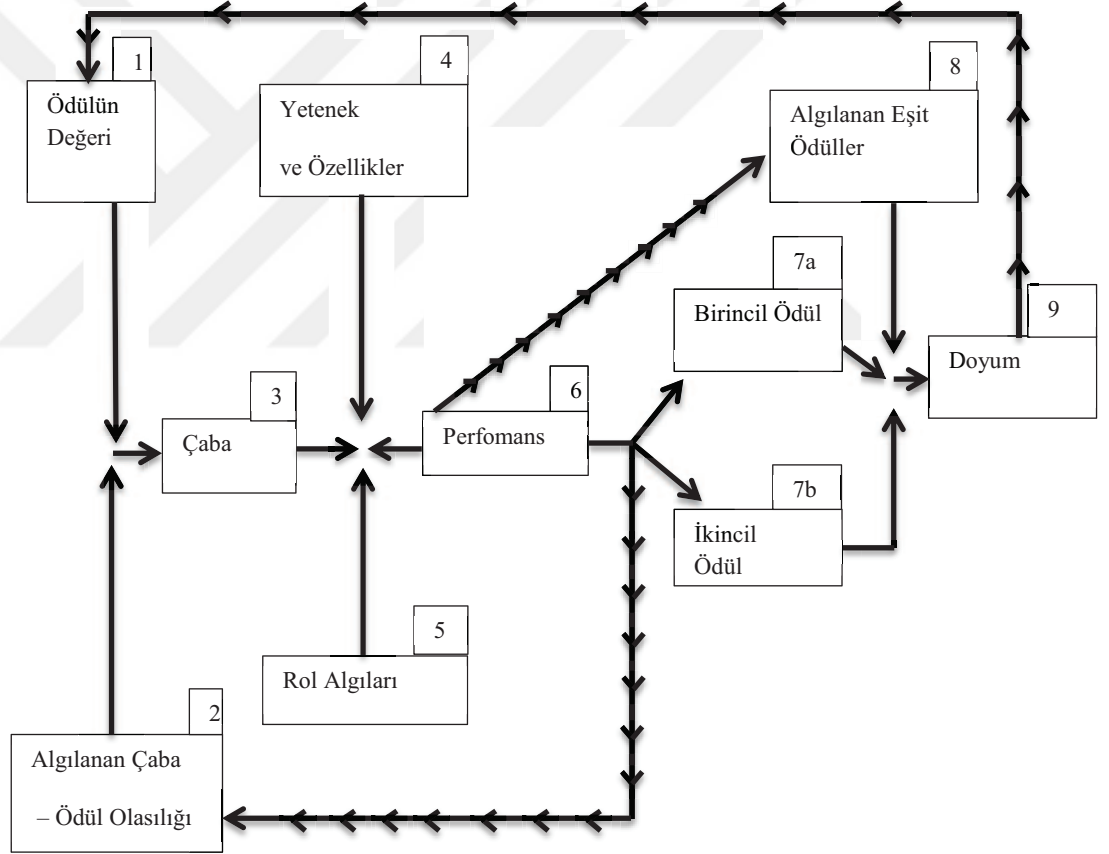 1
Ödülün
Değeri
4
Yetenek
ve Özellikler
8
Algılanan Eşit
Ödüller
7a
Birincil Ödül
9
Doyum
3
Çaba
6
Perfomans
7b
İkincil
Ödül
5
Rol Algıları
2
Algılanan Çaba
– Ödül Olasılığı